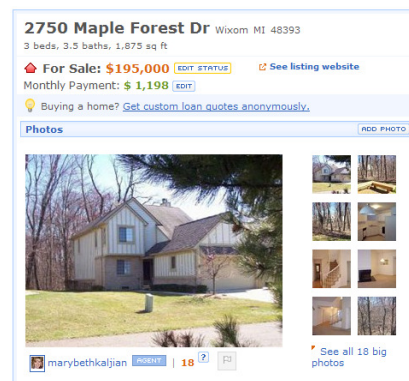 2750 Maple Forest Dr Wixom MI 48393
3 beds, 3.5 baths, 1,875 sq ft
For Sale: $195,000 EDIT STATUS See listing website
Monthly Payment: $ 1,198 EDIT
Buying a home? Get custom loan quotes anonymously.
Photos ADD PHOTO
marybethkaljian AGENT | 18 ?
See all 18 big
photos